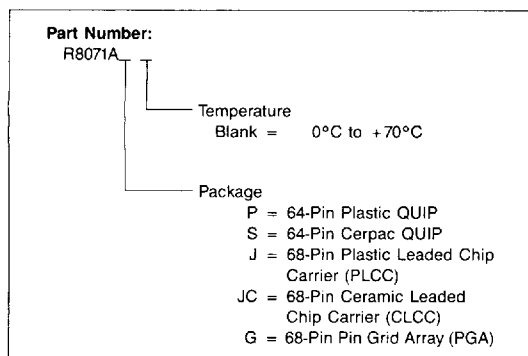 Part Number:
R8071A_ _
Temperature
Blank = 0°C to +70°C
Package
P = 64-Pin Plastic QUIP
S = 64-Pin Cerpac QUIP
J = 68-Pin Plastic Leaded Chip
Carrier (PLCC)
JC = 68-Pin Ceramic Leaded
Chip Carrier (CLCC)
G = 68-Pin Pin Grid Array (PGA)